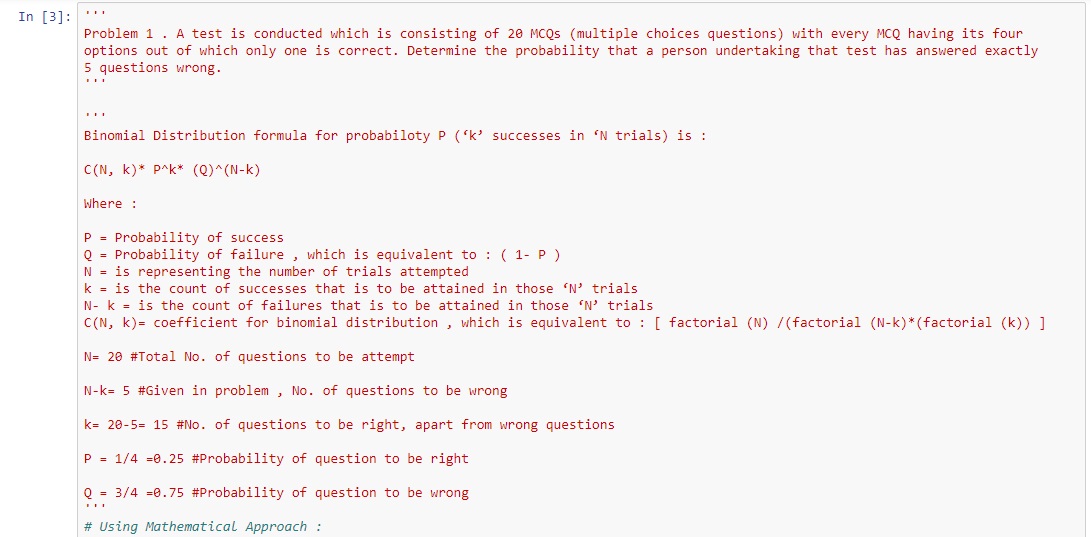 In [3]: '''
Problem 1 . A test is conducted which is consisting of 20 MCQs (multiple choices questions) with every MCQ having its four
options out of which only one is correct. Determine the probability that a person undertaking that test has answered exactly
5 questions wrong.
'''
'''
Binomial Distribution formula for probabiloty P (‘k’ successes in ‘N trials) is :
C(N, k)* P^k* (Q)^(N-k)
Where :
P = Probability of success
Q = Probability of failure , which is equivalent to : ( 1- P )
N = is representing the number of trials attempted
k = is the count of successes that is to be attained in those ‘N’ trials
N- k = is the count of failures that is to be attained in those ‘N’ trials
C(N, k)= coefficient for binomial distribution , which is equivalent to : [ factorial (N) /(factorial (N-k)*(factorial (k)) ]
N= 20 #Total No. of questions to be attempt
N-k= 5 #Given in problem , No. of questions to be wrong
k= 20-5= 15 #No. of questions to be right, apart from wrong questions
P = 1/4 =0.25 #Probability of question to be right
Q = 3/4 =0.75 #Probability of question to be wrong
'''
# Using Mathematical Approach :